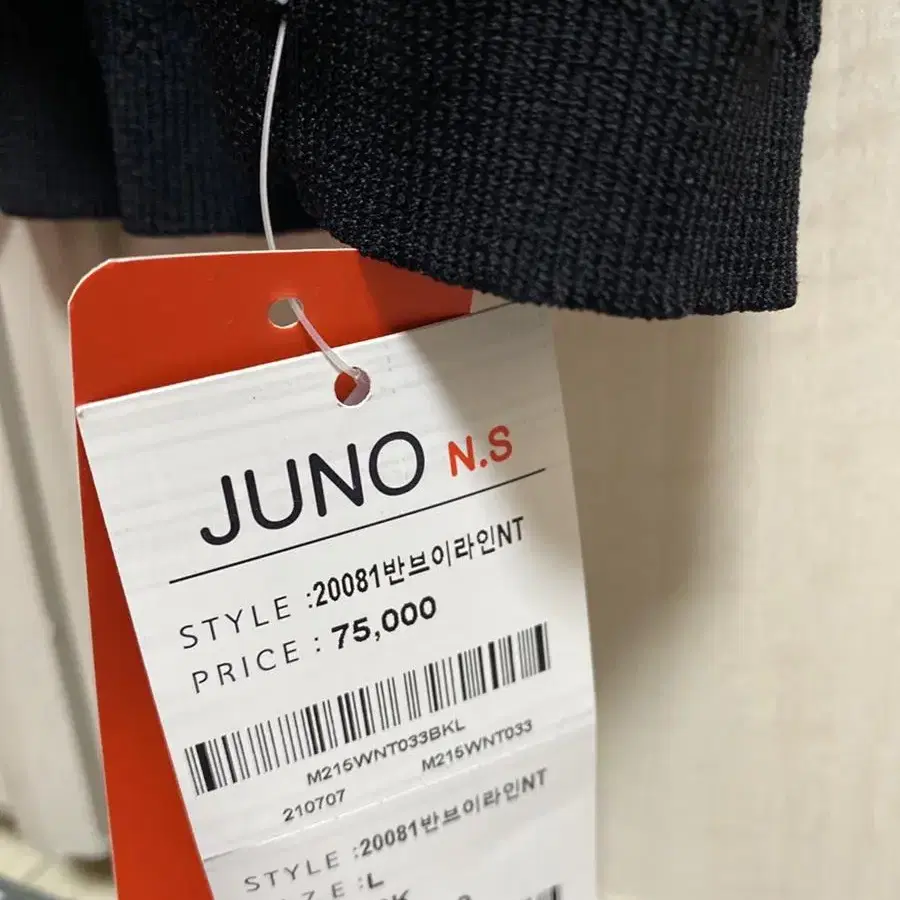 JUNO N.S
STYLE :20081반브이라인NT
PRICE : 75,000
M215WNT033BKL
210707 M215WNT033
STYLE :20081반브이라인NT
ZE :L